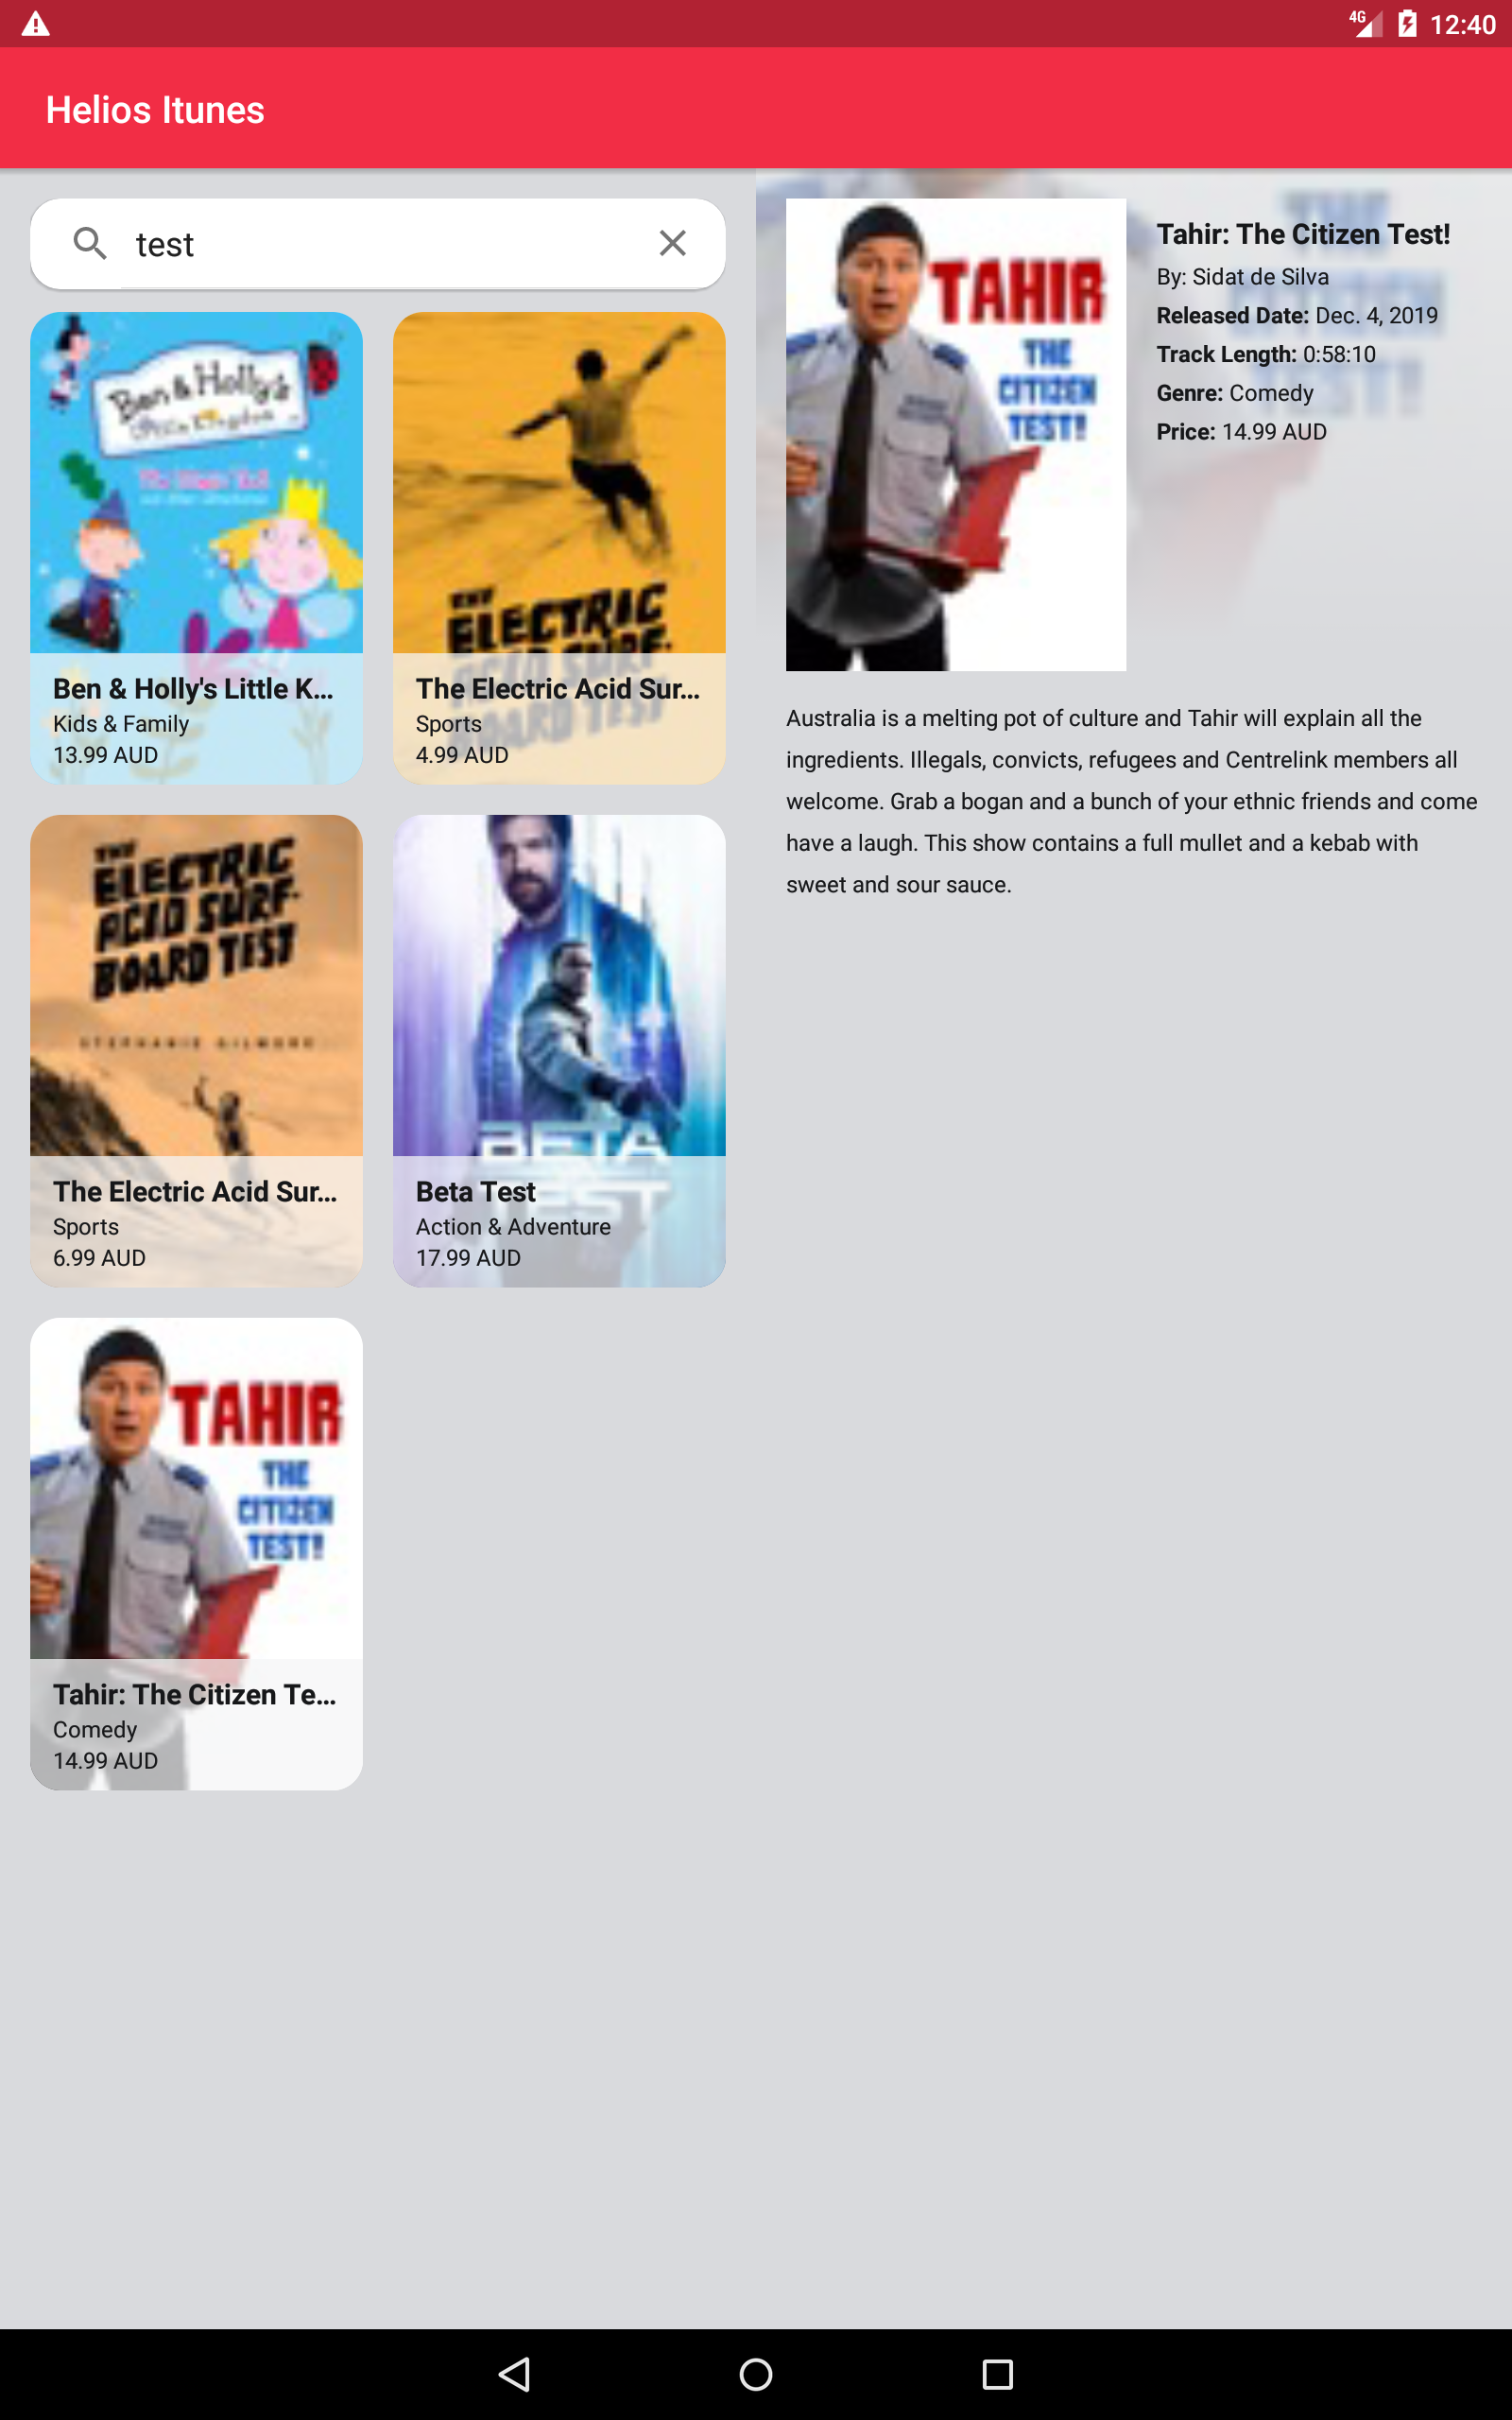 4G 12:40
Helios Itunes
test
Ben & Holly's
Little Kingdom
Ben & Holly's Little K...
Kids & Family
13.99 AUD
THE
ELECTRIC
ACID SURF-
BOARD TEST
The Electric Acid Sur...
Sports
4.99 AUD
THE
ELECTRIC
ACID SURF-
BOARD TEST
STEPHANIE GILMORE
The Electric Acid Sur...
Sports
6.99 AUD
BETA
TEST
Beta Test
Action & Adventure
17.99 AUD
TAHIR
THE
CITIZEN
TEST!
Tahir: The Citizen Te...
Comedy
14.99 AUD
TAHIR
THE
CITIZEN
TEST!
THE
CITIZEN
TEST!
Tahir: The Citizen Test!
By: Sidat de Silva
Released Date: Dec. 4, 2019
Track Length: 0:58:10
Genre: Comedy
Price: 14.99 AUD
Australia is a melting pot of culture and Tahir will explain all the
ingredients. Illegals, convicts, refugees and Centrelink members all
welcome. Grab a bogan and a bunch of your ethnic friends and come
have a laugh. This show contains a full mullet and a kebab with
sweet and sour sauce.